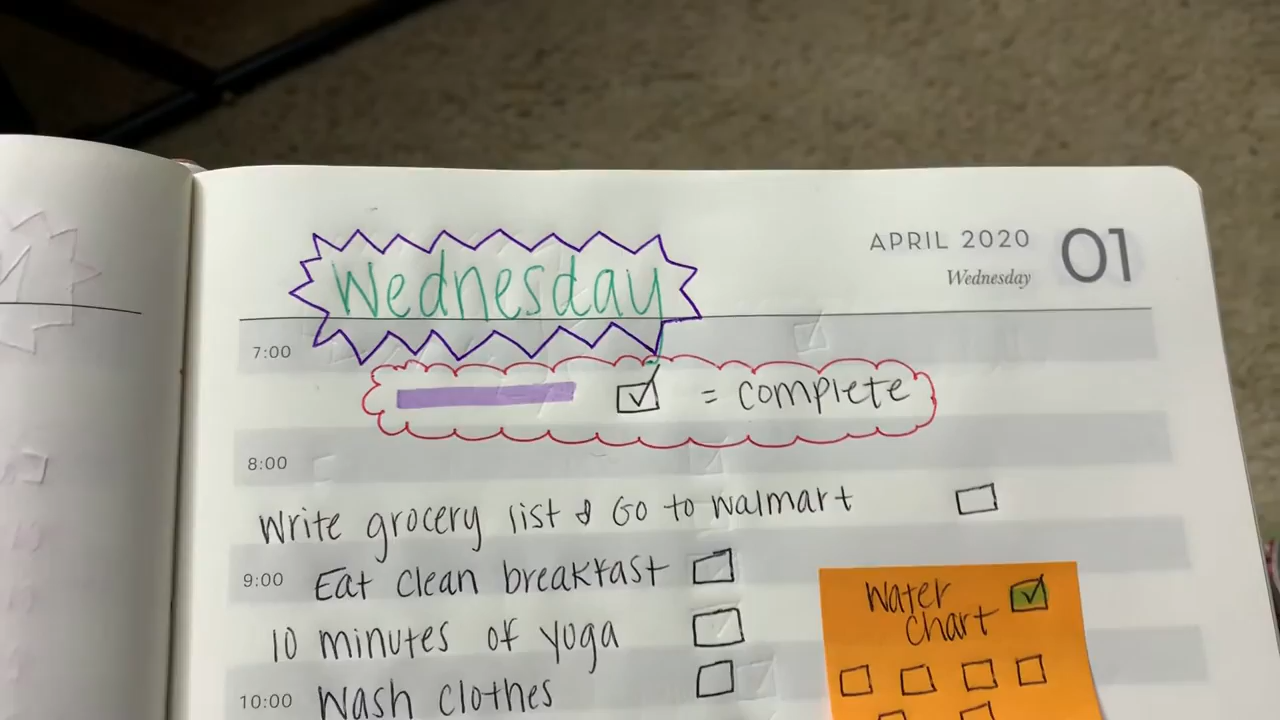 APRIL 2020 01
Wednesday
Wednesday
7:00
= complete
8:00
Write grocery list & Go to Walmart
9:00 Eat clean breakfast
10 minutes of yoga
10:00 Wash clothes
Water
chart